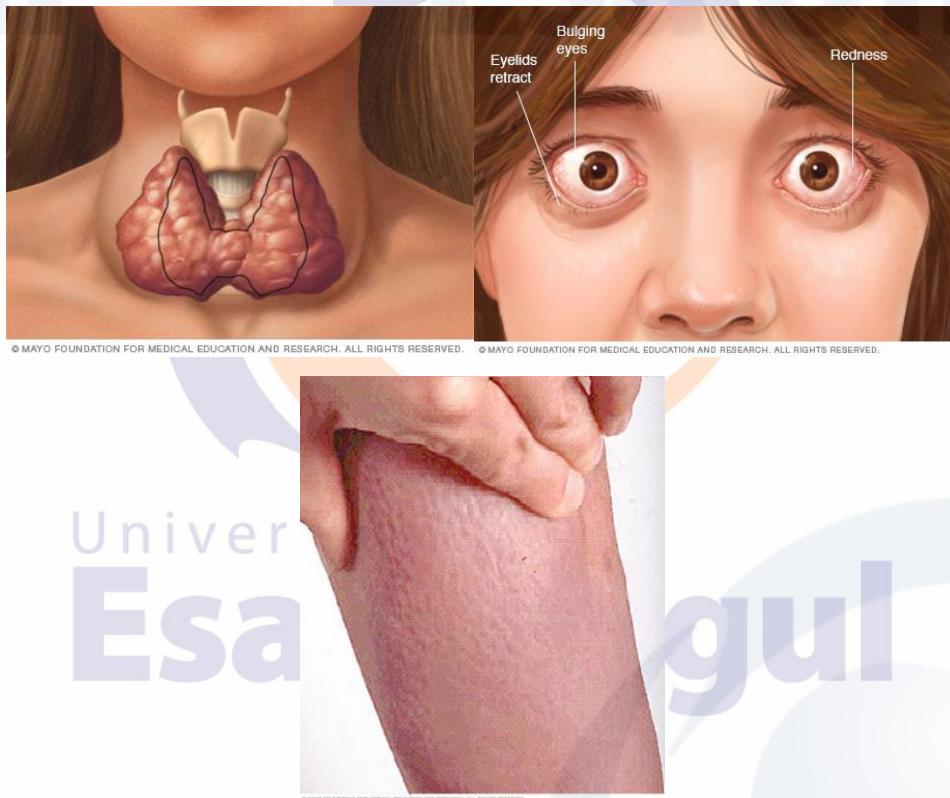 Bulging
eyes
Eyelids
retract
Redness
© MAYO FOUNDATION FOR MEDICAL EDUCATION AND RESEARCH. ALL RIGHTS RESERVED.
© MAYO FOUNDATION FOR MEDICAL EDUCATION AND RESEARCH. ALL RIGHTS RESERVED.
Univer
Esa gul